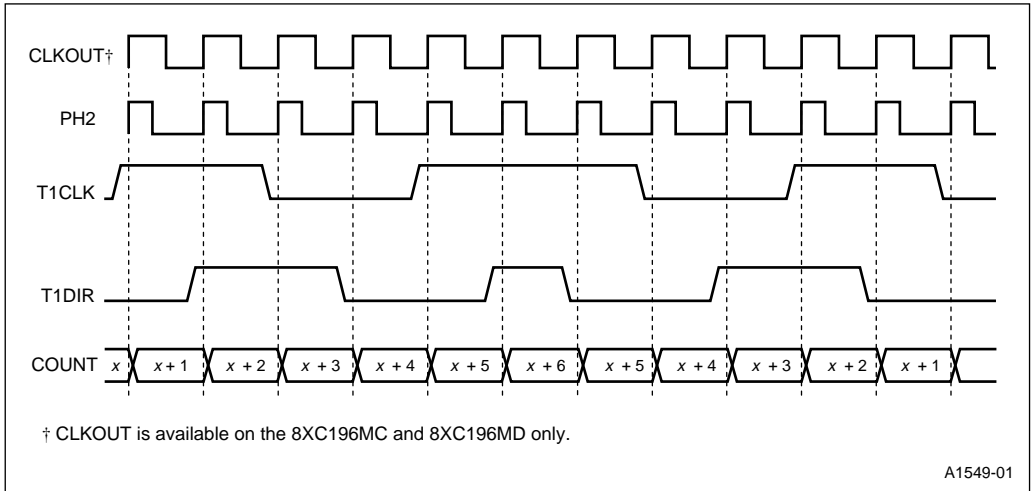 CLKOUT†
PH2
T1CLK
T1DIR
COUNT x x + 1 x + 2 x + 3 x + 4 x + 5 x + 6 x + 5 x + 4 x + 3 x + 2 x + 1
† CLKOUT is available on the 8XC196MC and 8XC196MD only.
A1549-01